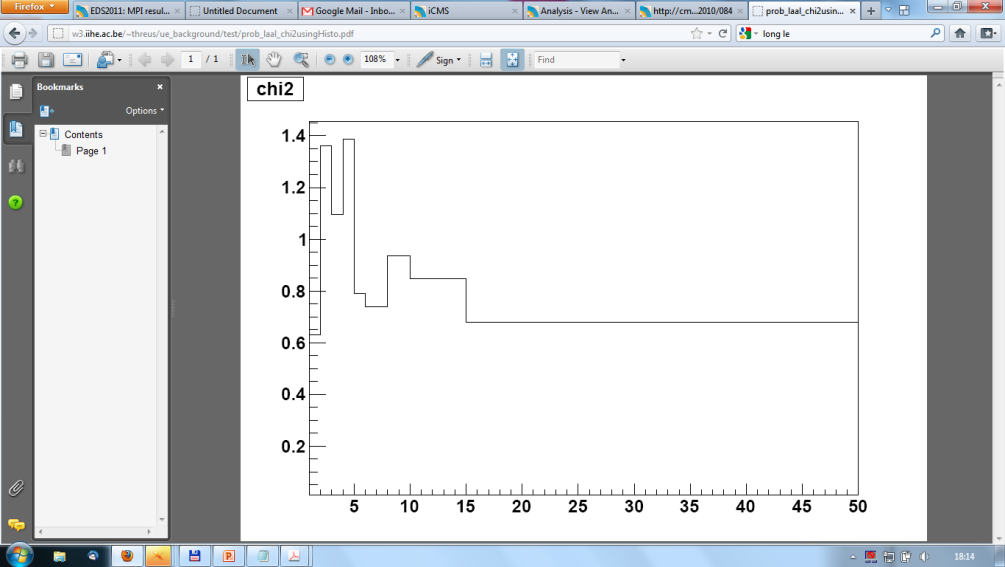 Firefox
EDS2011: MPI resul...
Untitled Document
Google Mail - Inbo...
iCMS
Analysis - View An...
http://cm...2010/084
prob_laal_chi2usin...
w3.iihe.ac.be/~threus/ue_background/test/prob_laal_chi2usingHisto.pdf
long le
1 / 1
108%
Sign
Find
Bookmarks
Options
Contents
Page 1
chi2
1.4
1.2
1
0.8
0.6
0.4
0.2
5 10 15 20 25 30 35 40 45 50
18:14